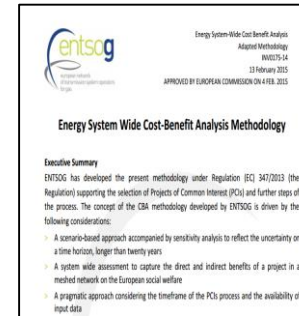 entsog
european network
of transmission system operators
for gas
Energy System-Wide Cost Benefit Analysis
Adapted Methodology
INV0175-14
13 February 2015
APPROVED BY EUROPEAN COMMISSION ON 4 FEB. 2015
Energy System Wide Cost-Benefit Analysis Methodology
Executive Summary
ENTSOG has developed the present methodology under Regulation (EC) 347/2013 (the
Regulation) supporting the selection of Projects of Common Interest (PCIs) and further steps of
the process. The concept of the CBA methodology developed by ENTSOG is driven by the
following considerations:
> A scenario-based approach accompanied by sensitivity analysis to reflect the uncertainty on
a time horizon, longer than twenty years
> A system wide assessment to capture the direct and indirect benefits of a project in a
meshed network on the European social welfare
> A pragmatic approach considering the timeframe of the PCIs process and the availability of
input data